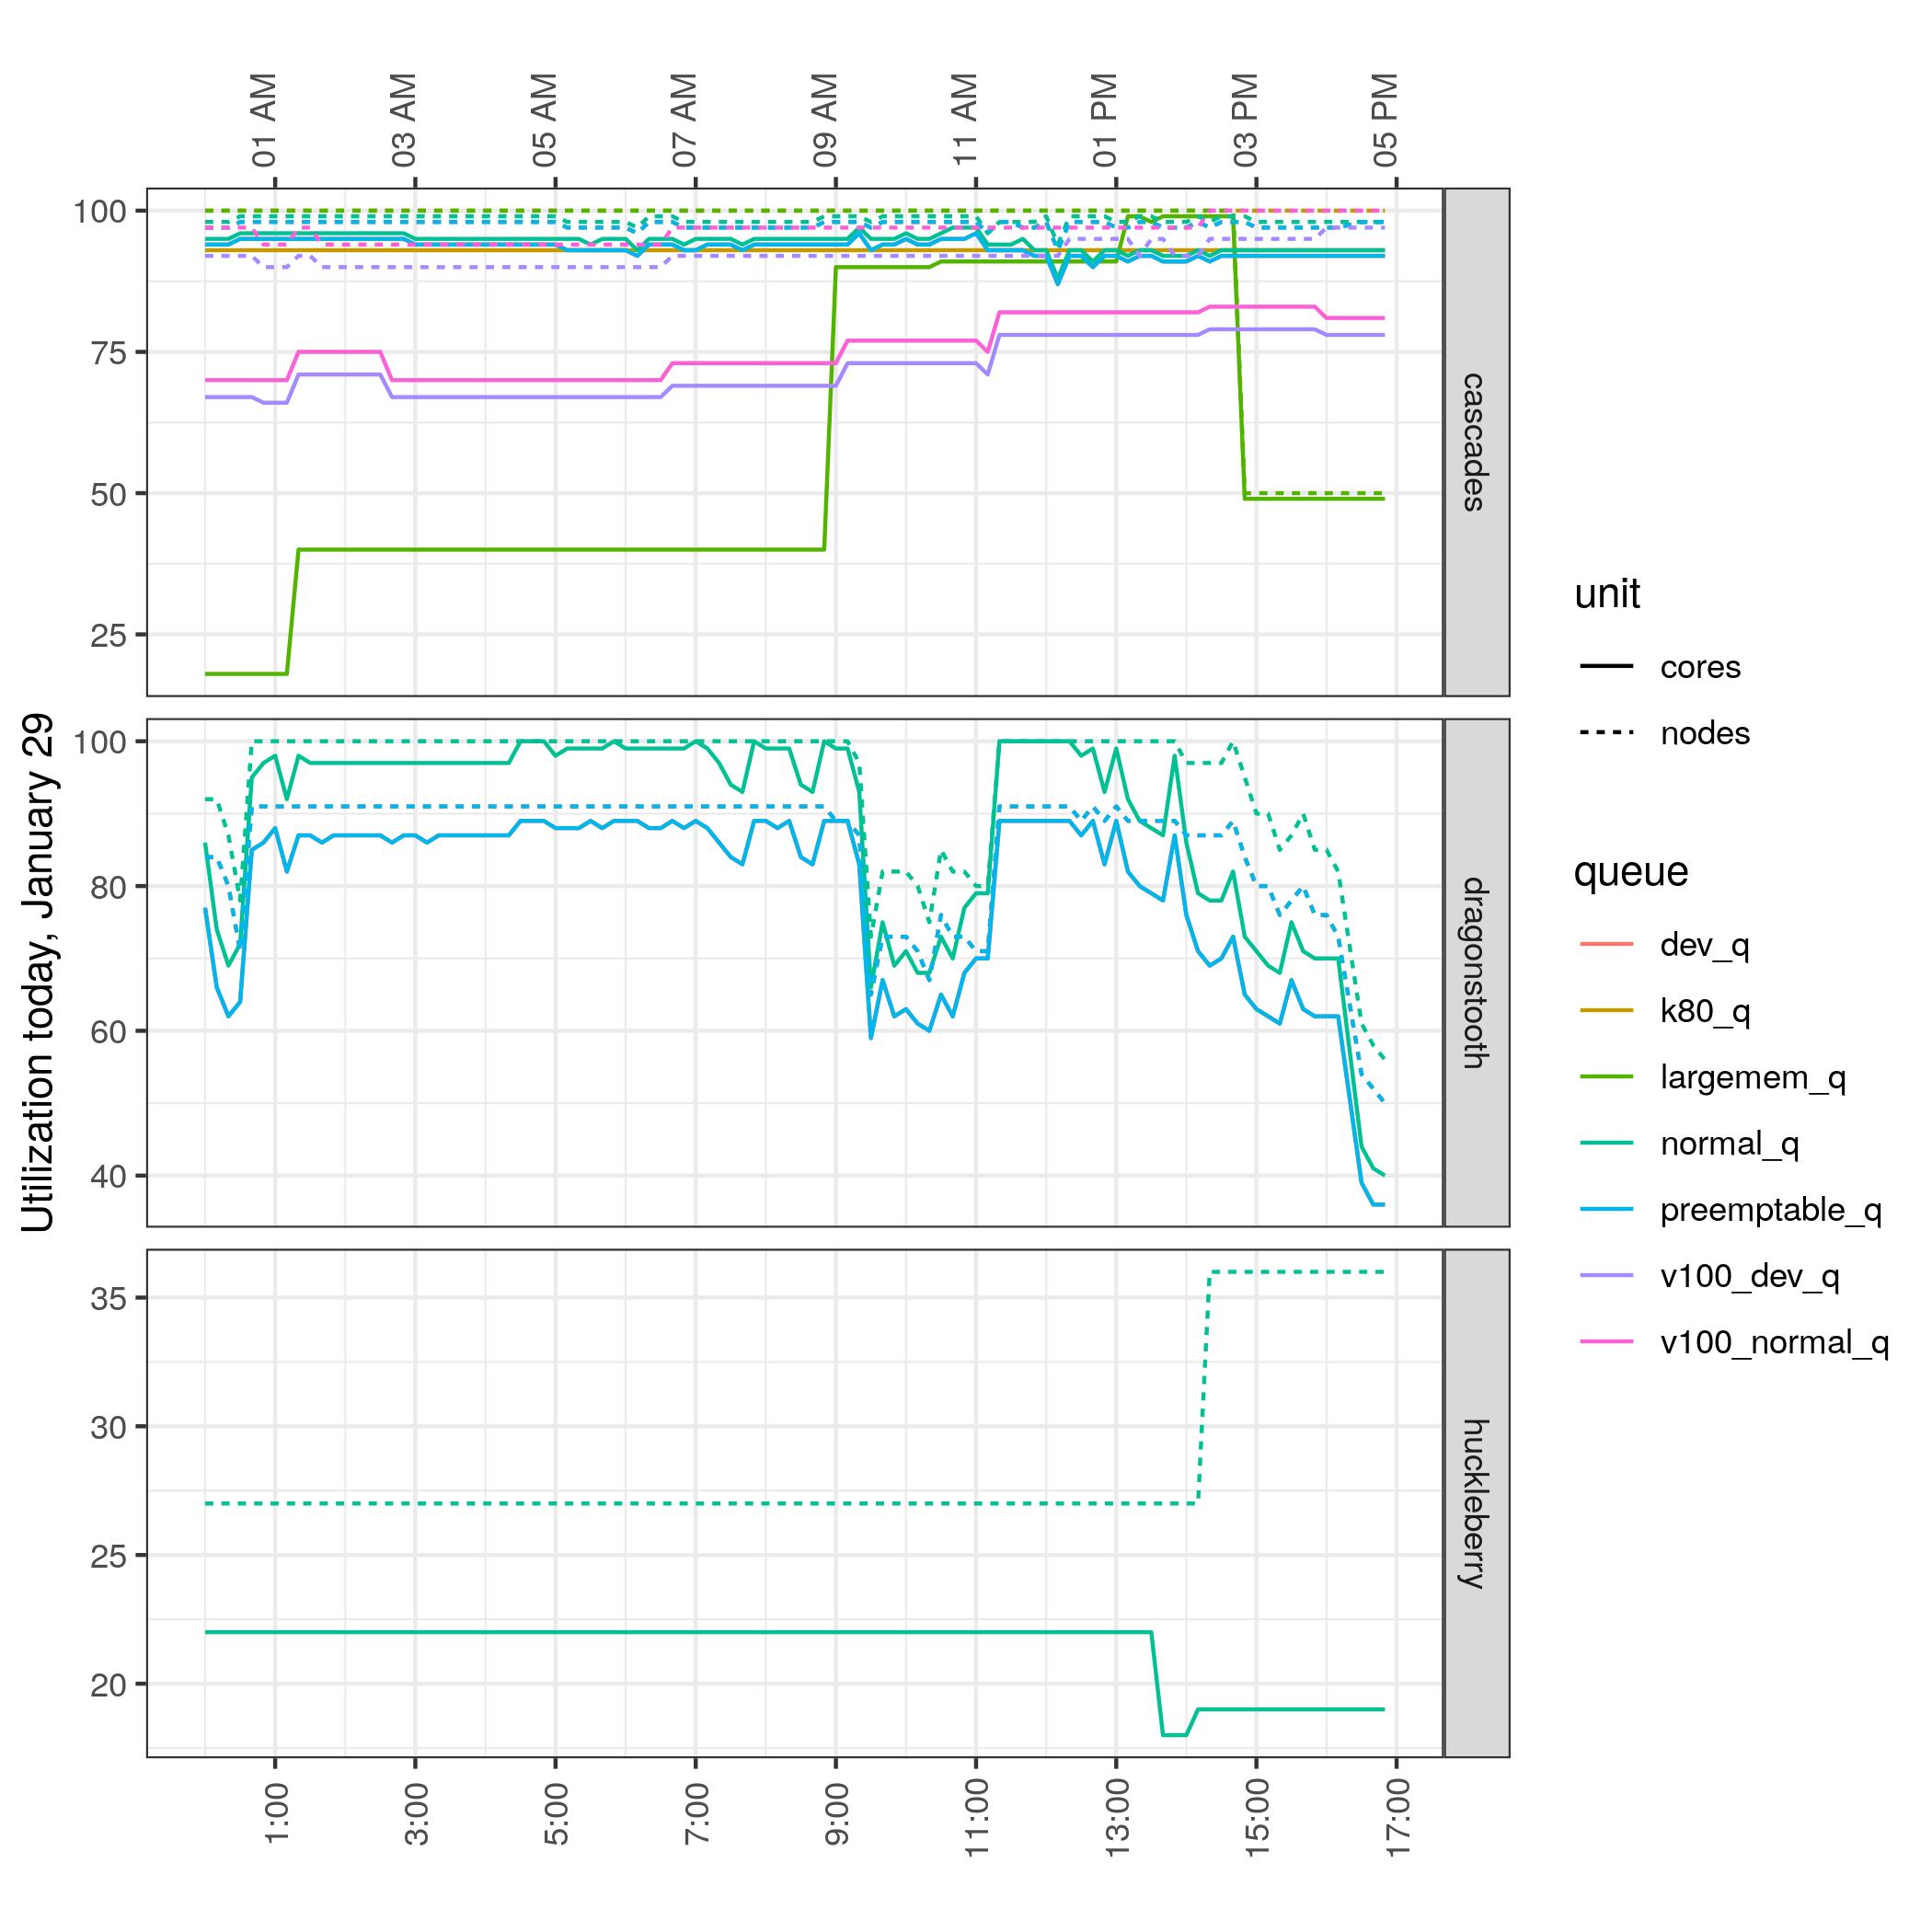 01 AM
03 AM
05 AM
07 AM
09 AM
11 AM
01 PM
03 PM
05 PM
Utilization today, January 29
100
75
50
25
cascades
100
80
60
40
dragonstooth
35
30
25
20
huckleberry
1:00
3:00
5:00
7:00
9:00
11:00
13:00
15:00
17:00
unit
cores
nodes
queue
dev_q
k80_q
largemem_q
normal_q
preemptable_q
v100_dev_q
v100_normal_q